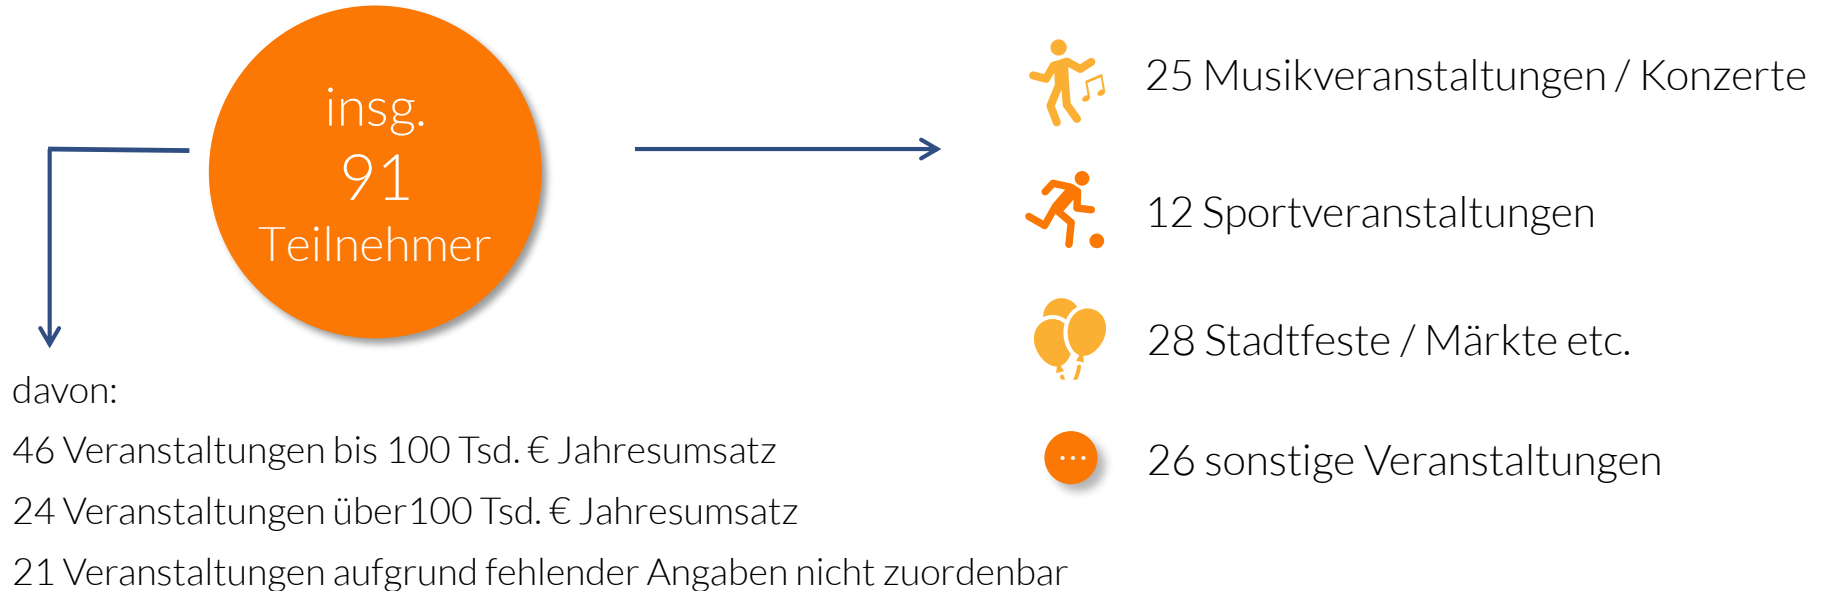 insg.
91
Teilnehmer
davon:
46 Veranstaltungen bis 100 Tsd. € Jahresumsatz
24 Veranstaltungen über100 Tsd. € Jahresumsatz
21 Veranstaltungen aufgrund fehlender Angaben nicht zuordenbar
25 Musikveranstaltungen / Konzerte
12 Sportveranstaltungen
28 Stadtfeste / Märkte etc.
26 sonstige Veranstaltungen